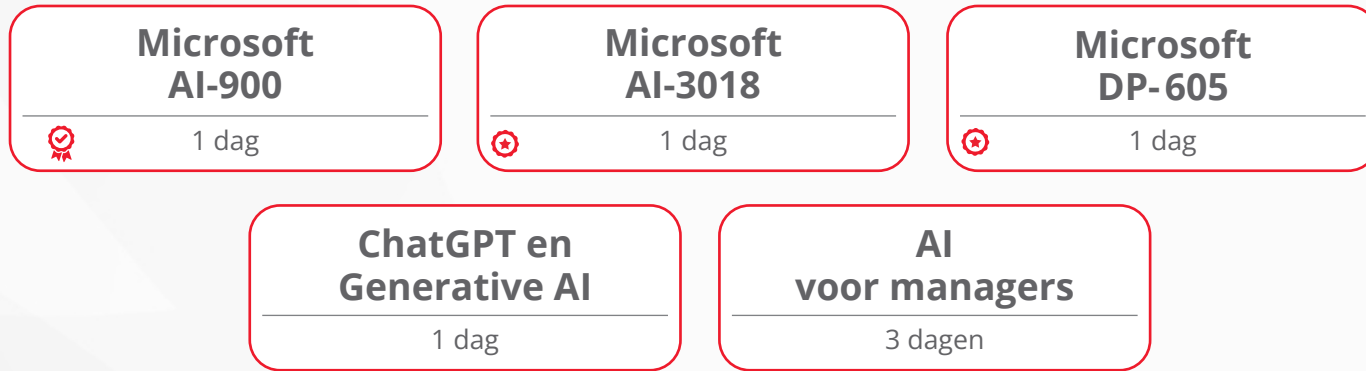 Microsoft
AI-900
1 dag
Microsoft
AI-3018
1 dag
Microsoft
DP-605
1 dag
ChatGPT en
Generative AI
1 dag
AI
voor managers
3 dagen